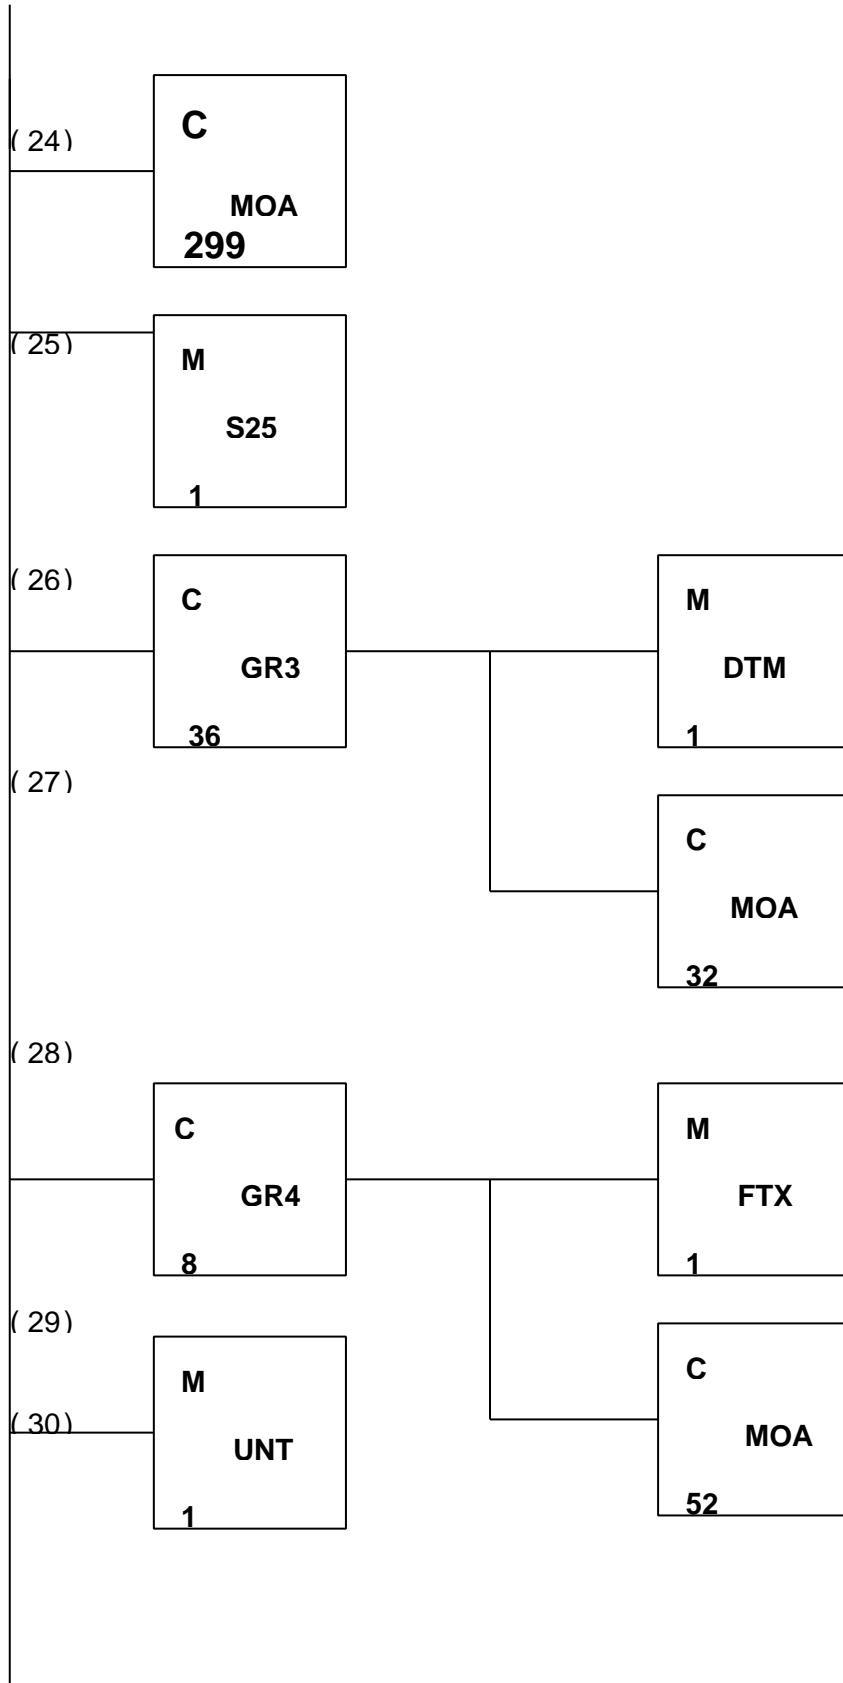 ( 24)
C
MOA
299
( 25)
M
S25
1
( 26)
C
GR3
36
M
DTM
1
( 27)
C
MOA
32
( 28)
C
GR4
8
M
FTX
1
( 29)
M
UNT
1
C
MOA
52
( 30)